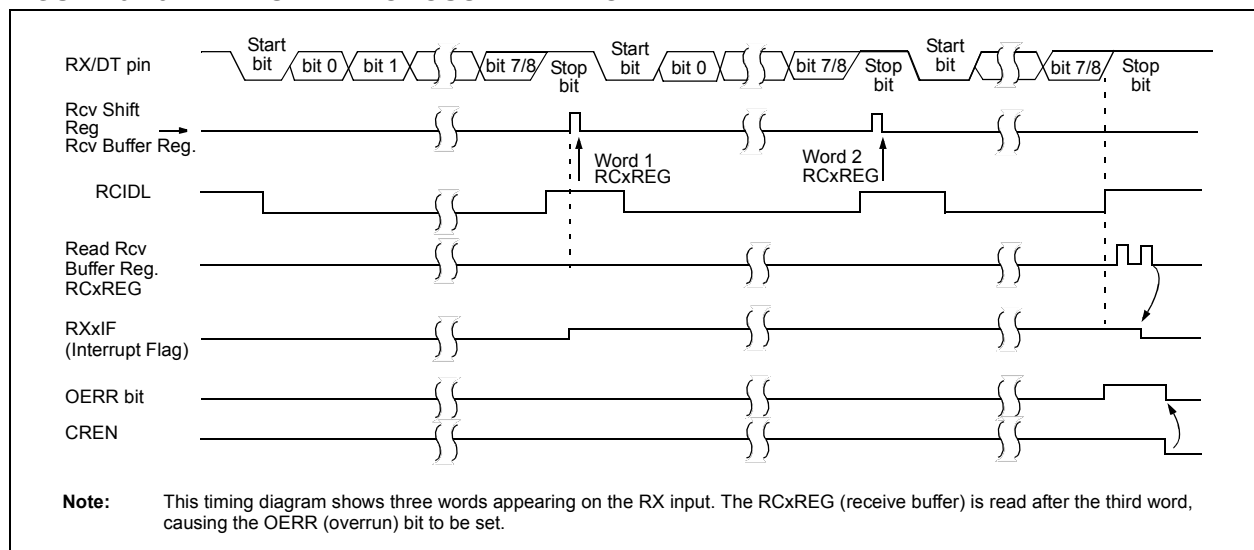 Start
bit
bit 0
bit 1
bit 7/8
Stop
bit
Start
bit
bit 0
bit 7/8
Stop
bit
Start
bit
bit 7/8
Stop
bit
RX/DT pin
Rcv Shift
Reg
Rcv Buffer Reg.
Word 1
RCxREG
Word 2
RCxREG
RCIDL
Read Rcv
Buffer Reg.
RCxREG
RXxIF
(Interrupt Flag)
OERR bit
CREN
Note: This timing diagram shows three words appearing on the RX input. The RCxREG (receive buffer) is read after the third word,
causing the OERR (overrun) bit to be set.